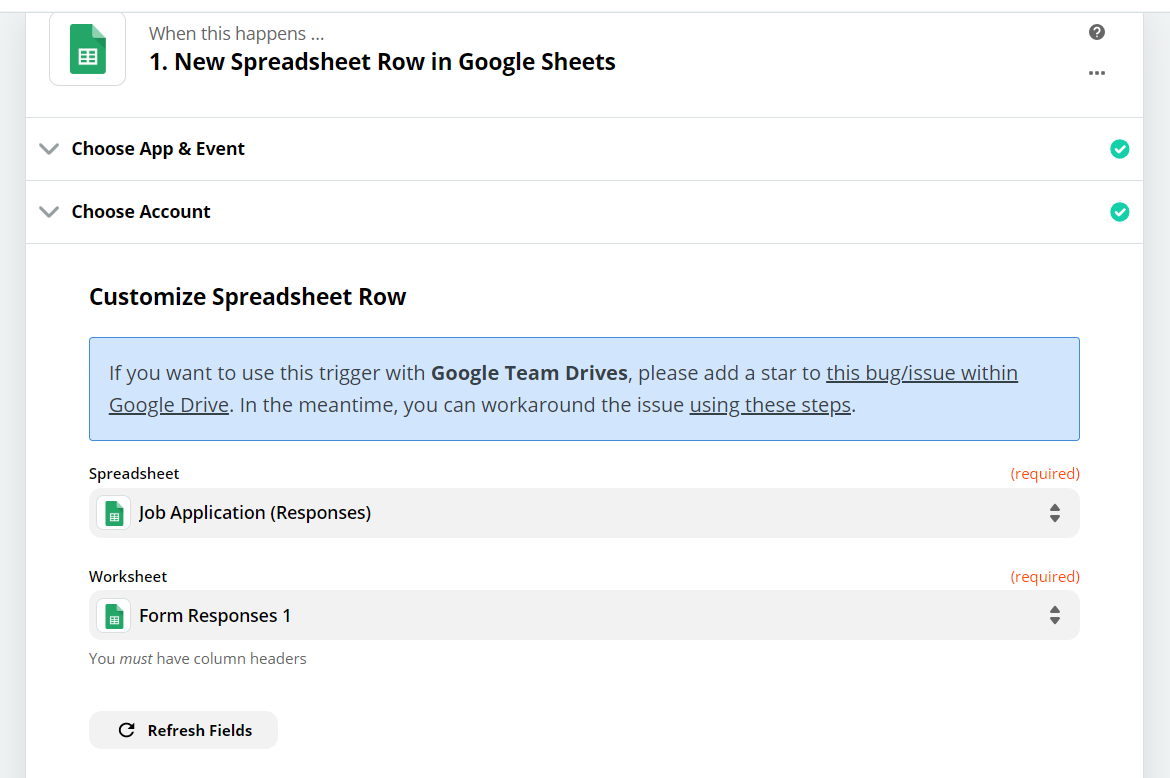 When this happens ...
1. New Spreadsheet Row in Google Sheets
Choose App & Event
Choose Account
Customize Spreadsheet Row
If you want to use this trigger with Google Team Drives, please add a star to this bug/issue within
Google Drive. In the meantime, you can workaround the issue using these steps.
Spreadsheet (required)
Job Application (Responses)
Worksheet (required)
Form Responses 1
You must have column headers
Refresh Fields